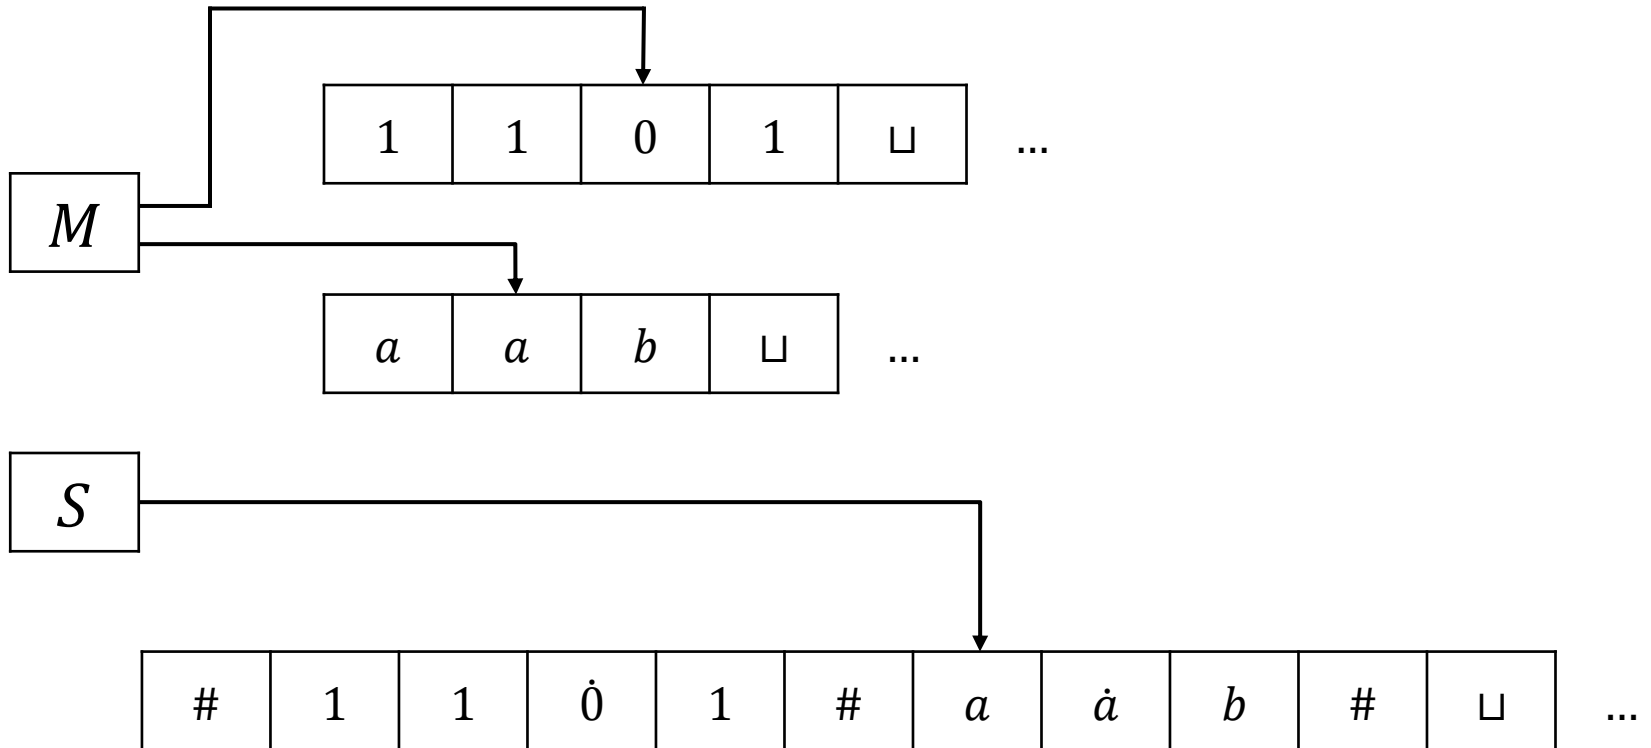 1 1 0 1 ⊔ ...
M
a a b ⊔ ...
S
# 1 1 0̇ 1 # a ȧ b # ⊔ ...